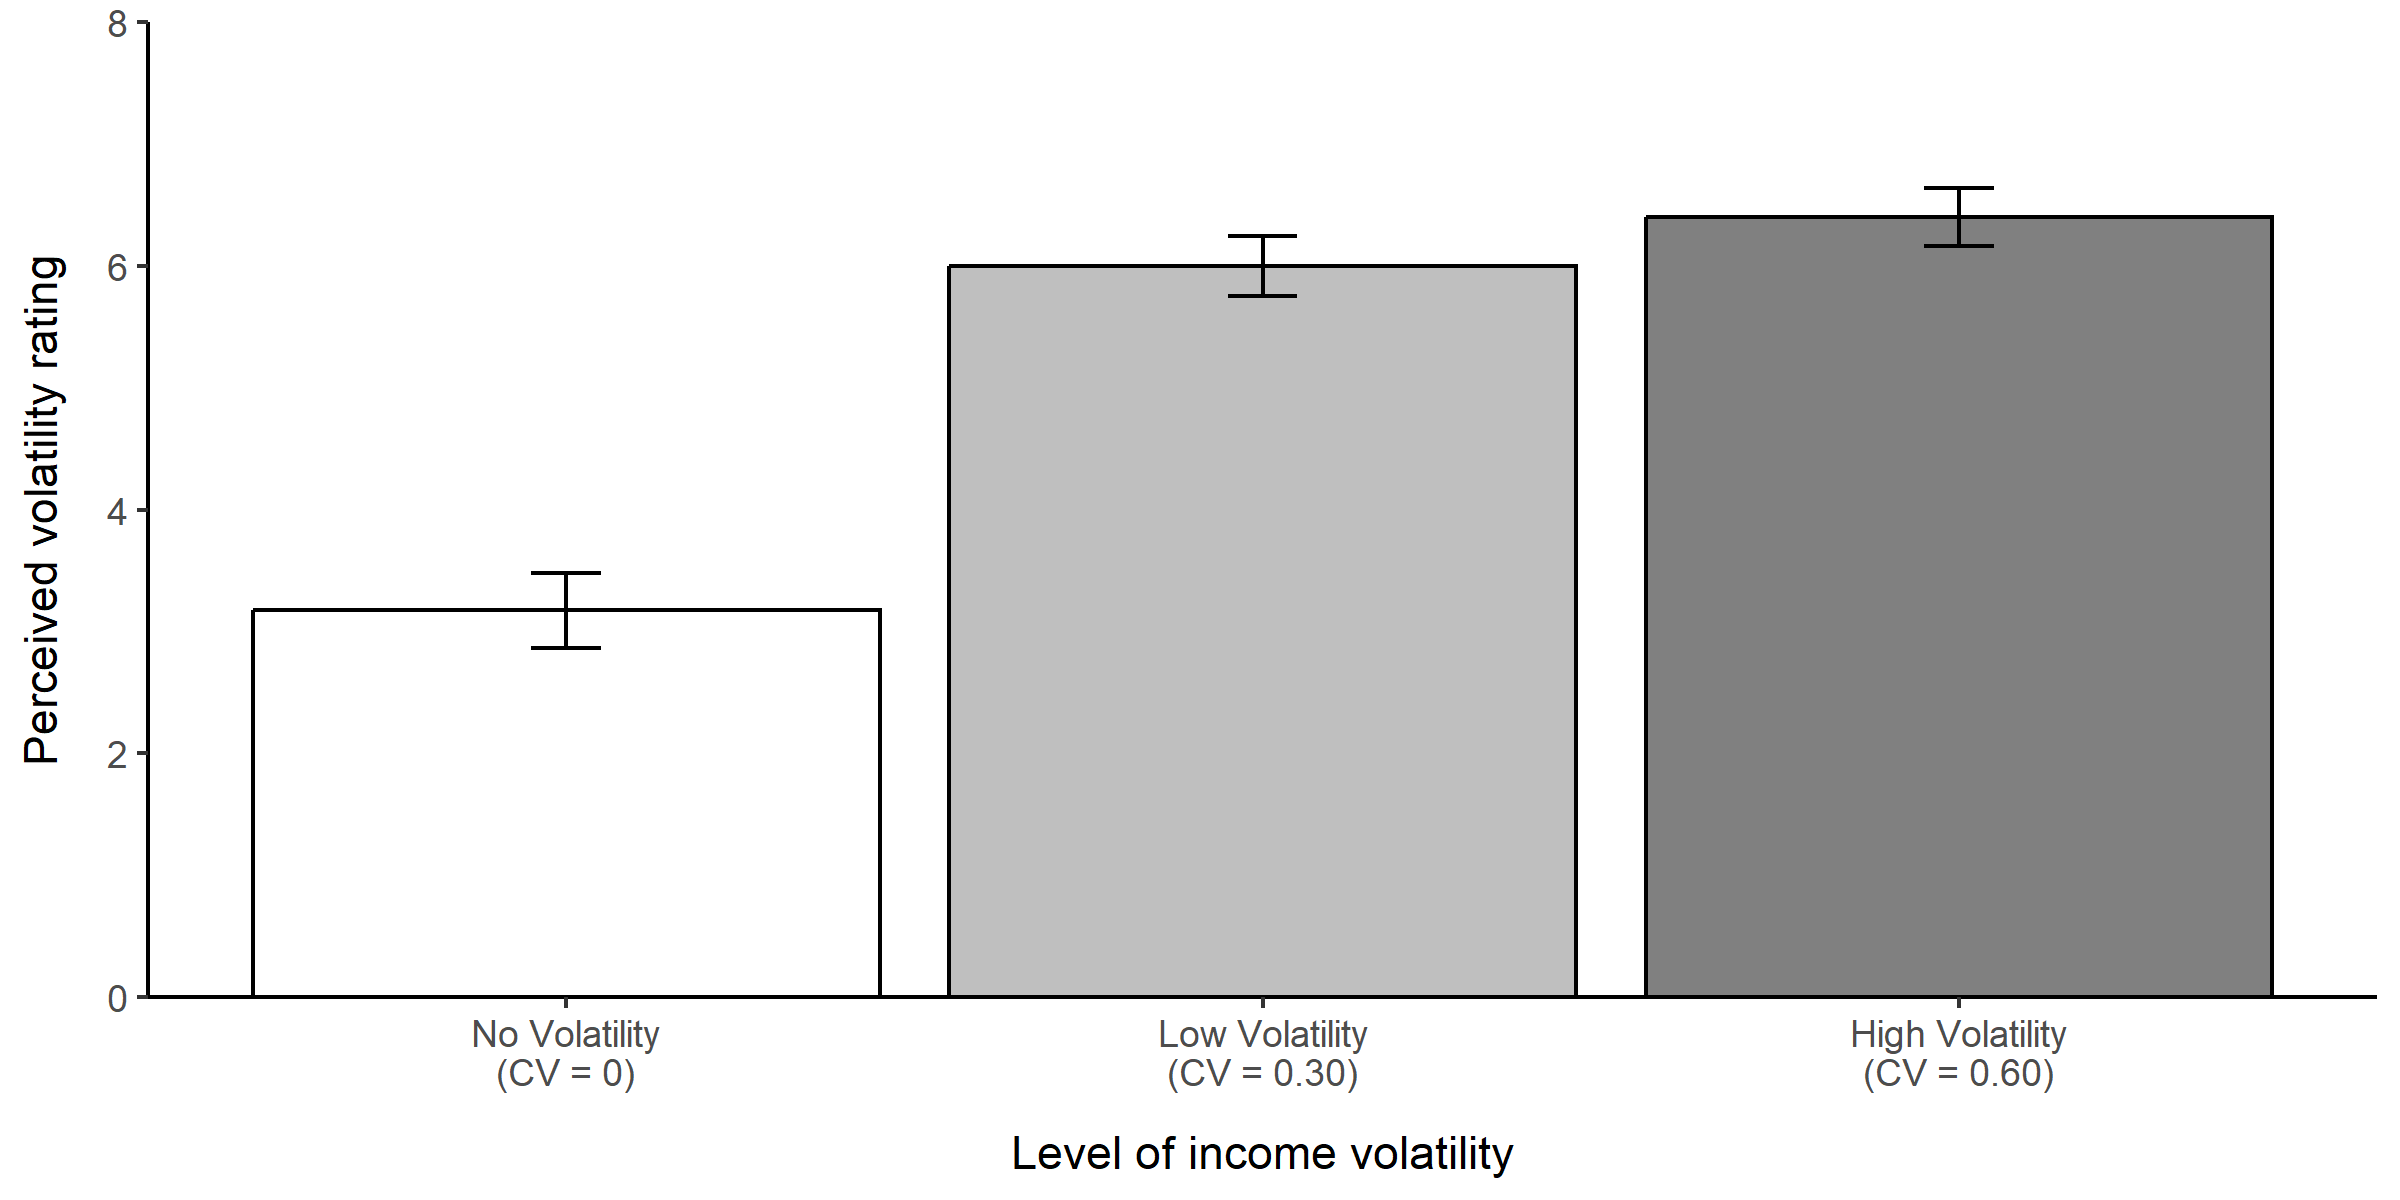 8
6
4
2
0
Perceived volatility rating
No Volatility
(CV = 0)
Low Volatility
(CV = 0.30)
High Volatility
(CV = 0.60)
Level of income volatility